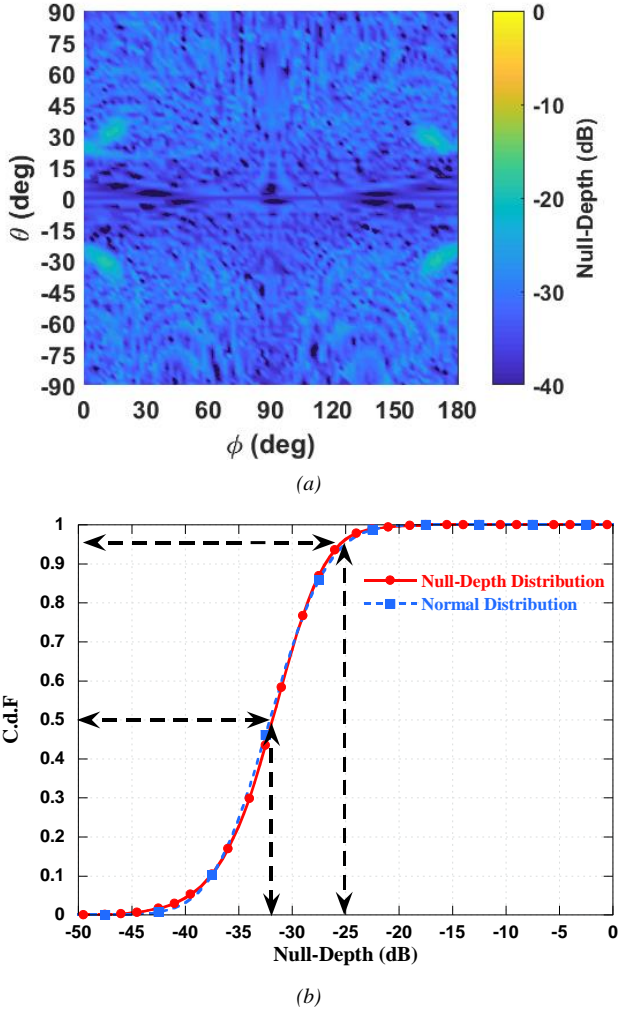 90
75
60
45
30
15
0
-15
-30
-45
-60
-75
-90
θ (deg)
0 30 60 90 120 150 180
ϕ (deg)
0
-10
-20
-30
-40
Null-Depth (dB)
(a)
1
0.9
0.8
0.7
0.6
0.5
0.4
0.3
0.2
0.1
0
C.d.F
Null-Depth Distribution
Normal Distribution
-50 -45 -40 -35 -30 -25 -20 -15 -10 -5 0
Null-Depth (dB)
(b)